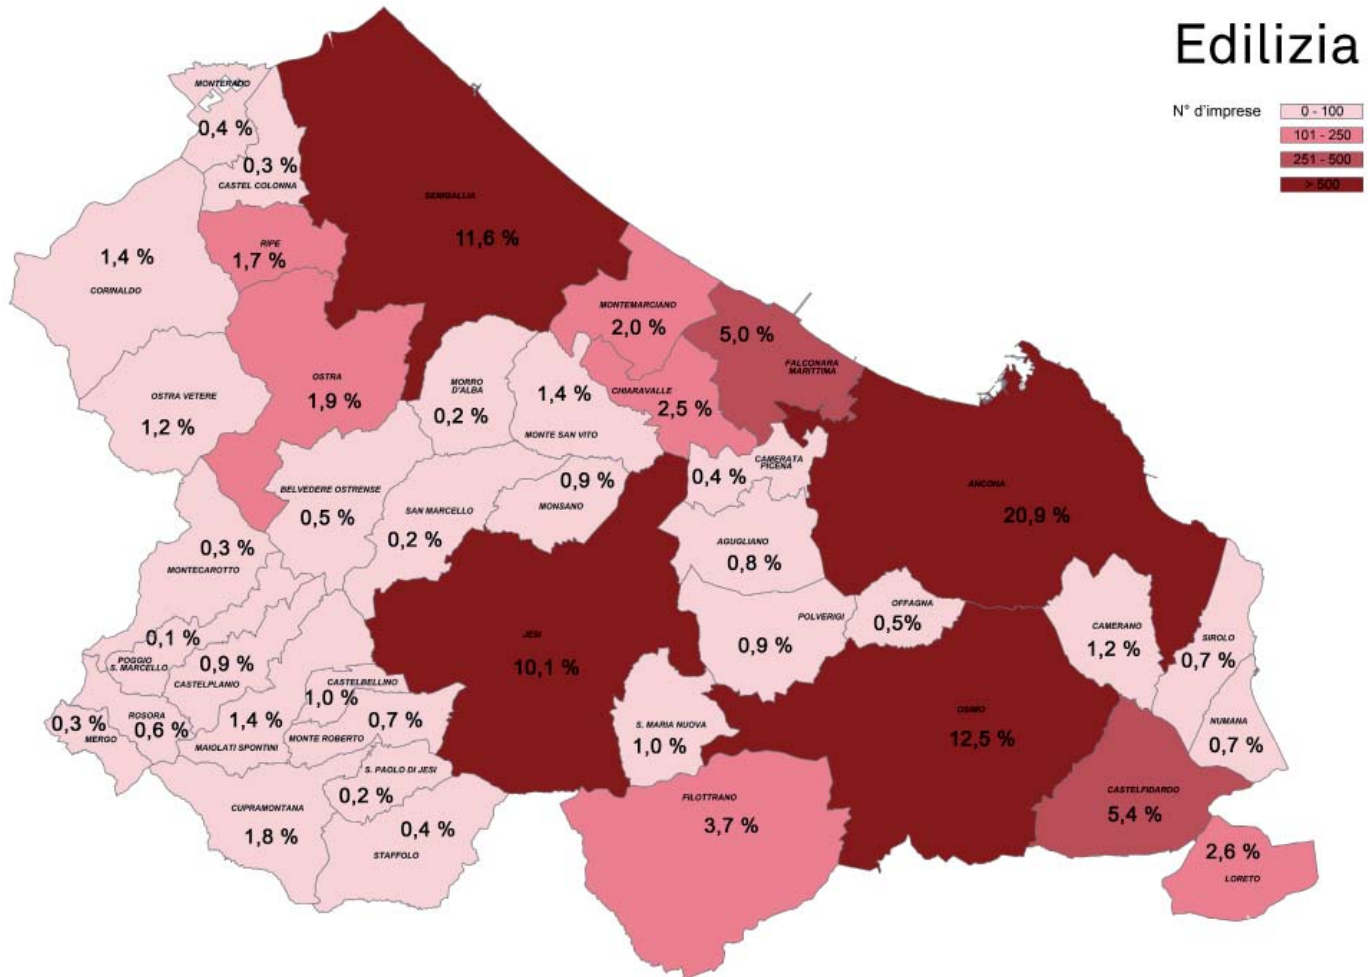 Edilizia
N° d'imprese
0 - 100
101 - 250
251 - 500
> 500
MONTERADO
0,4 %
0,3 %
CASTEL COLONNA
SENIGALLIA
11,6 %
RIPE
1,7 %
1,4 %
CORINALDO
MONTEMARCIANO
2,0 %
5,0 %
FALCONARA
MARITTIMA
OSTRA
1,9 %
OSTRA VETERE
1,2 %
MORRO
D'ALBA
0,2 %
1,4 %
MONTE SAN VITO
CHIARAVALLE
2,5 %
CAMERATA
PICENA
0,4 %
ANCONA
20,9 %
BELVEDERE OSTRENSE
0,5 %
SAN MARCELLO
0,2 %
0,9 %
MONSANO
AGUGLIANO
0,8 %
0,3 %
MONTECAROTTO
OFFAGNA
0,5%
POLVERIGI
0,9 %
CAMERANO
1,2 %
SIROLO
0,7 %
JESI
10,1 %
0,1 %
POGGIO
S. MARCELLO
0,9 %
CASTELPLANIO
CASTELBELLINO
1,0 %
0,7 %
MONTE ROBERTO
1,4 %
MAIOLATI SPONTINI
ROSORA
0,6 %
0,3 %
MERGO
S. MARIA NUOVA
1,0 %
OSIMO
12,5 %
NUMANA
0,7 %
S. PAOLO DI JESI
0,2 %
CUPRAMONTANA
1,8 %
0,4 %
STAFFOLO
FILOTTRANO
3,7 %
CASTELFIDARDO
5,4 %
2,6 %
LORETO